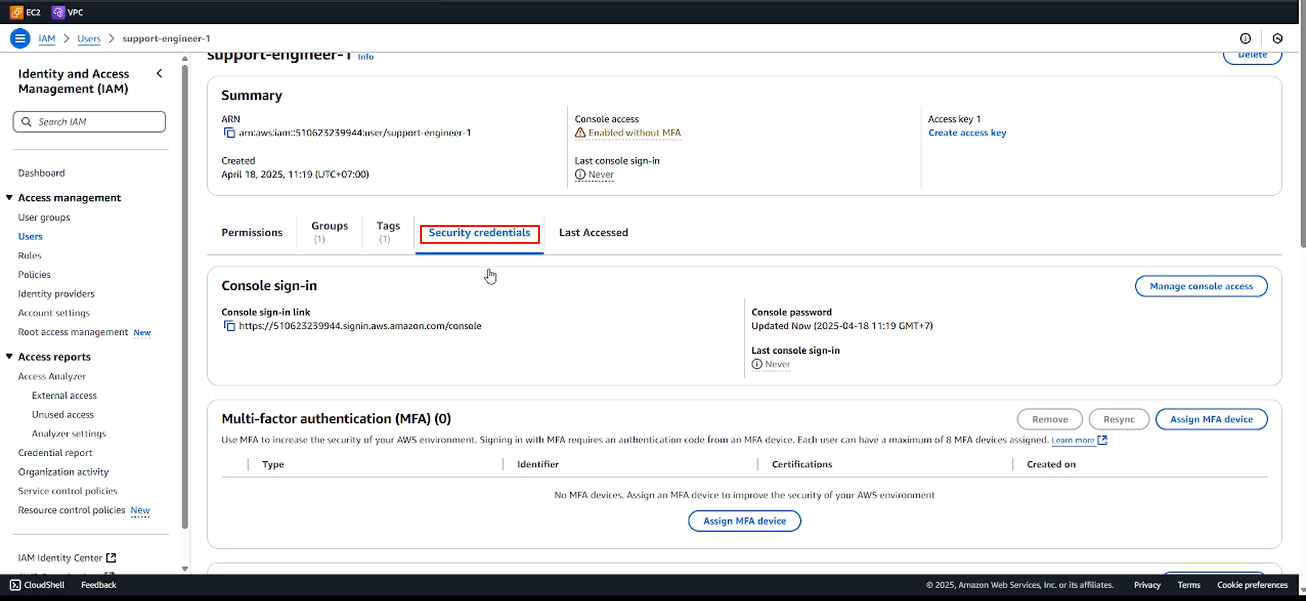 EC2 VPC
IAM > Users > support-engineer-1
Identity and Access
Management (IAM)
Search IAM
Dashboard
Access management
User groups
Users
Roles
Policies
Identity providers
Account settings
Root access management New
Access reports
Access Analyzer
External access
Unused access
Analyzer settings
Credential report
Organization activity
Service control policies
Resource control policies New
IAM Identity Center
support-engineer-1 Info
Delete
Summary
ARN
arn:aws:iam::510623239944:user/support-engineer-1
Created
April 18, 2025, 11:19 (UTC+07:00)
Console access
Enabled without MFA
Last console sign-in
Never
Access key 1
Create access key
Permissions
Groups
(1)
Tags
(1)
Security credentials
Last Accessed
Console sign-in
Manage console access
Console sign-in link
https://510623239944.signin.aws.amazon.com/console
Console password
Updated Now (2025-04-18 11:19 GMT+7)
Last console sign-in
Never
Multi-factor authentication (MFA) (0)
Remove
Resync
Assign MFA device
Use MFA to increase the security of your AWS environment. Signing in with MFA requires an authentication code from an MFA device. Each user can have a maximum of 8 MFA devices assigned. Learn more
Type Identifier Certifications Created on
No MFA devices. Assign an MFA device to improve the security of your AWS environment
Assign MFA device
CloudShell Feedback © 2025, Amazon Web Services, Inc. or its affiliates. Privacy Terms Cookie preferences